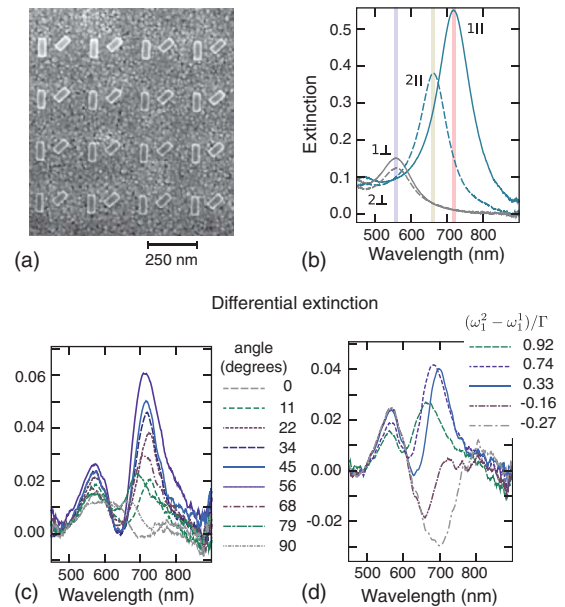 250 nm
(a)
0.5
0.4
0.3
0.2
0.1
0.0
Extinction
1||
2||
1⊥
2⊥
500 600 700 800
Wavelength (nm)
(b)
Differential extinction
0.06
0.04
0.02
0.00
500 600 700 800
Wavelength (nm)
(c)
angle
(degrees)
0
11
22
34
45
56
68
79
90
(ω₁² − ω₁¹)/Γ
0.92
0.74
0.33
-0.16
-0.27
0.04
0.02
0.00
-0.02
500 600 700 800
Wavelength (nm)
(d)